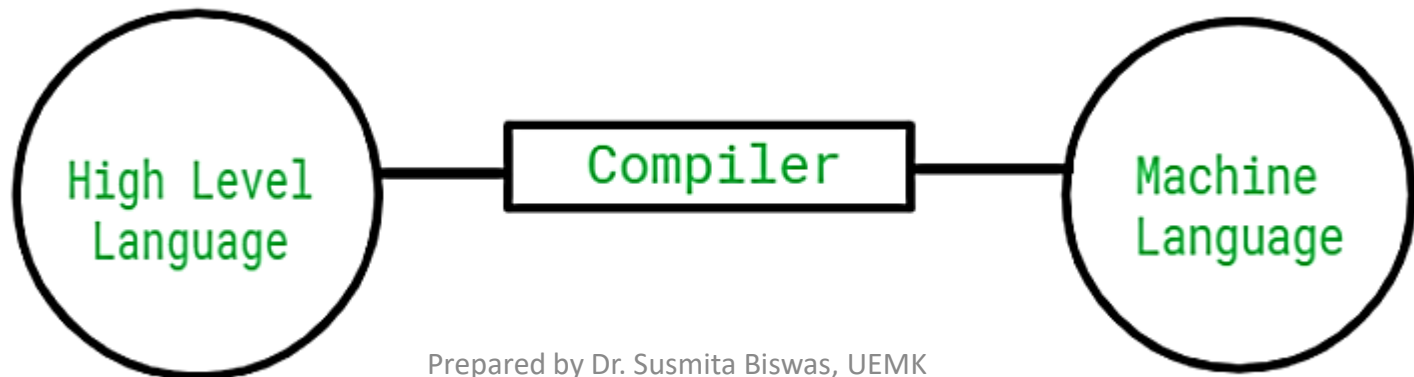 High Level
Language
Compiler
Machine
Language
Prepared by Dr. Susmita Biswas, UEMK